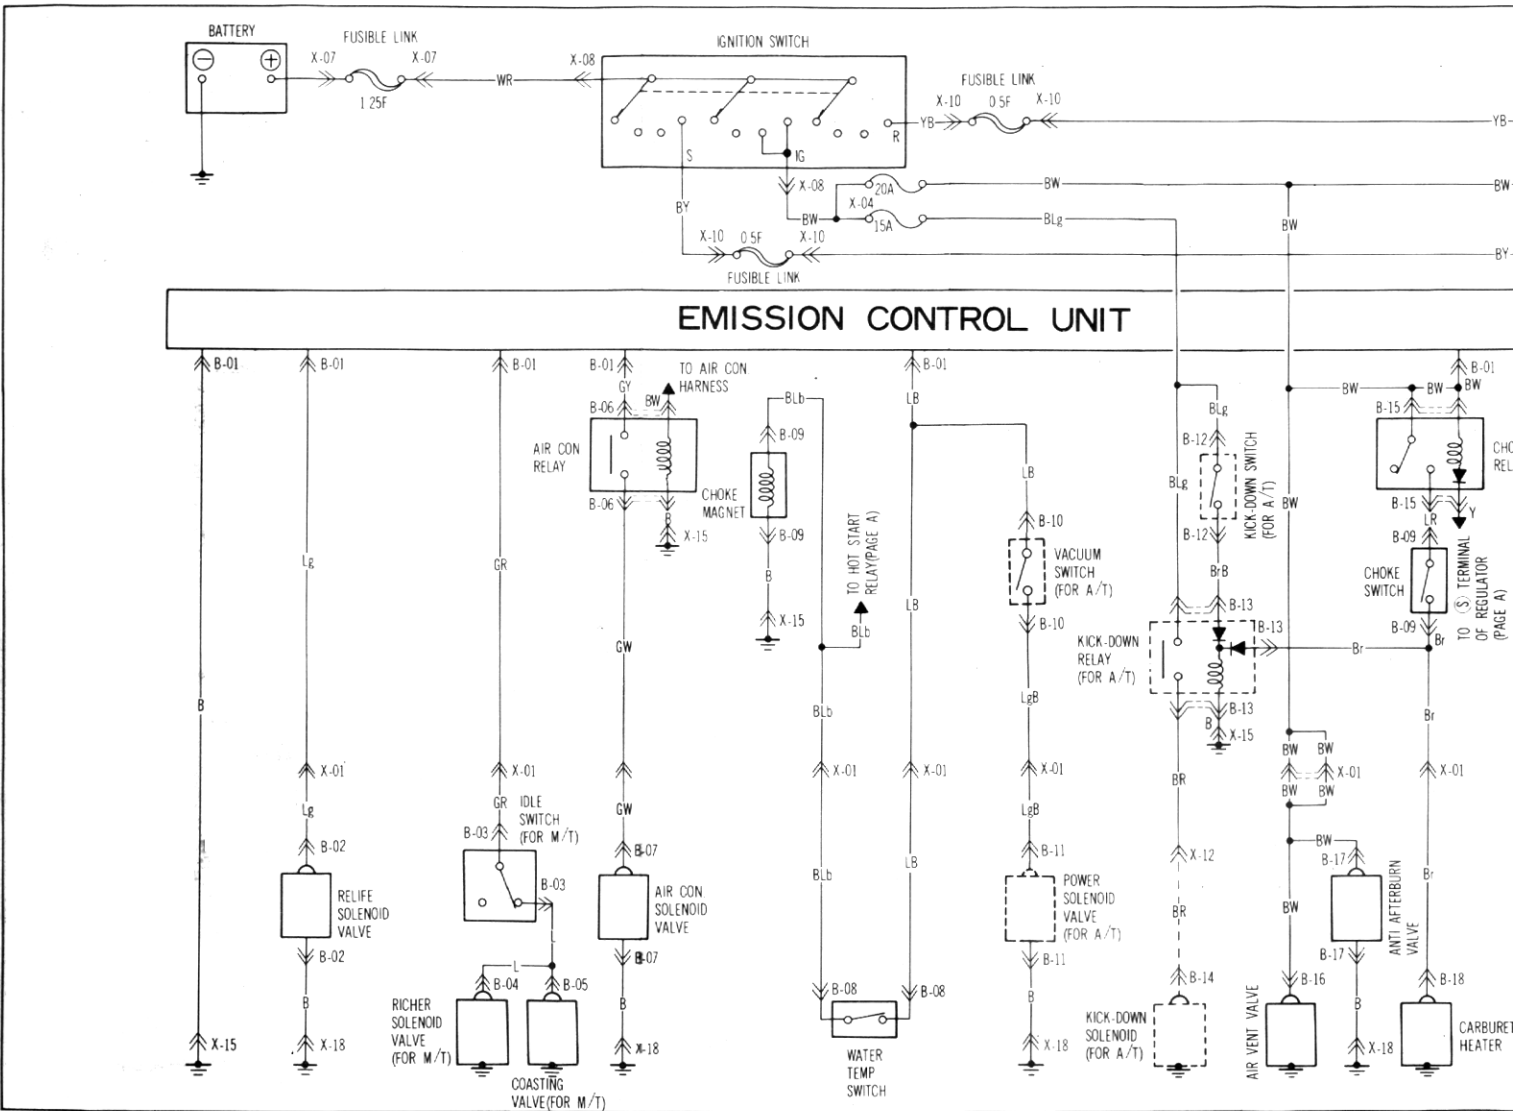 BATTERY
FUSIBLE LINK
IGNITION SWITCH
X-07
X-07
X-08
WR
1.25F
FUSIBLE LINK
X-10
0.5F
X-10
YB
YB
R
S
IG
X-08
20A
BW
BW
X-04
BY
BW
15A
BLg
BW
X-10
0.5F
X-10
BY
FUSIBLE LINK
EMISSION CONTROL UNIT
B-01
B-01
B-01
B-01
TO AIR CON
HARNESS
B-01
B-01
GY
BW
BLb
LB
BLg
BW
BW
BW
B-06
B-15
B-09
B-12
AIR CON
RELAY
KICK-DOWN SWITCH
(FOR A/T)
CHO
REL
LB
BLg
CHOKE
MAGNET
B-06
B
X-15
B-09
B-10
BW
B-15
LR
Y
B-12
B-09
TO HOT START
RELAY(PAGE A)
VACUUM
SWITCH
(FOR A/T)
CHOKE
SWITCH
TO Ⓢ TERMINAL
OF REGULATOR
(PAGE A)
Lg
GR
B
BrB
X-15
B-13
B-10
B-13
B-09
BLb
LB
Br
GW
KICK-DOWN
RELAY
(FOR A/T)
Br
B
BLb
LgB
B-13
B
X-15
Br
BW
BW
X-01
X-01
X-01
X-01
X-01
X-01
X-01
BR
BW
BW
Lg
GR
IDLE
SWITCH
(FOR M/T)
GW
LgB
B-03
B-02
B-07
B-11
X-12
BW
B-17
LB
BLb
B-03
RELIFE
SOLENOID
VALVE
AIR CON
SOLENOID
VALVE
POWER
SOLENOID
VALVE
(FOR A/T)
BR
BW
ANTI AFTERBURN
VALVE
Br
L
L
B-02
B-07
B-11
B-17
B-04
B-05
B-08
B-08
B-14
B-16
B-18
B
B
B
B
RICHER
SOLENOID
VALVE
(FOR M/T)
KICK-DOWN
SOLENOID
(FOR A/T)
AIR VENT VALVE
CARBURET
HEATER
X-15
X-18
X-18
X-18
X-18
WATER
TEMP
SWITCH
COASTING
VALVE(FOR M/T)